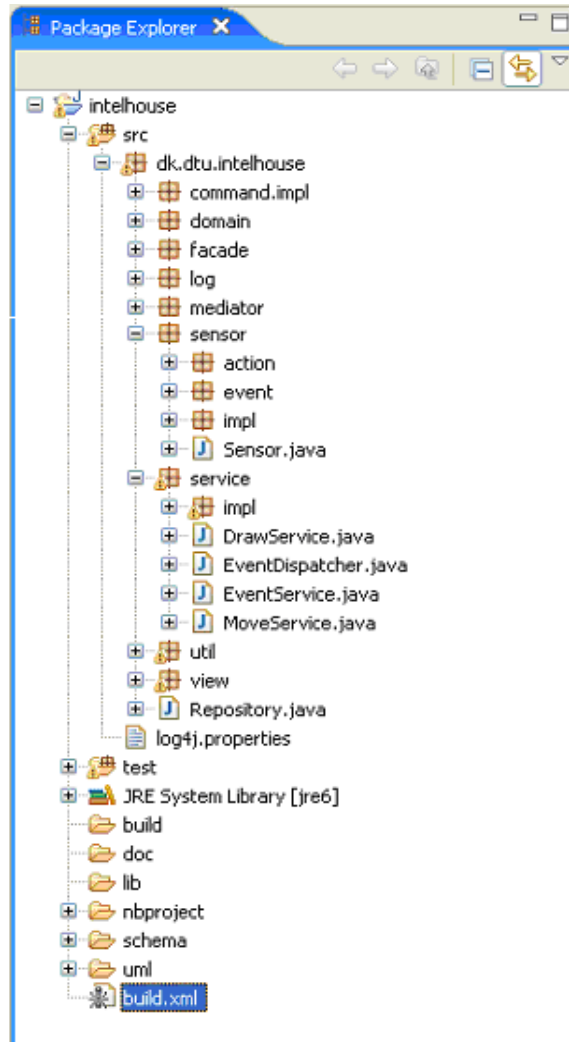 Package Explorer
intelhouse
src
dk.dtu.intelhouse
command.impl
domain
facade
log
mediator
sensor
action
event
impl
Sensor.java
service
impl
DrawService.java
EventDispatcher.java
EventService.java
MoveService.java
util
view
Repository.java
log4j.properties
test
JRE System Library [jre6]
build
doc
lib
nbproject
schema
uml
build.xml